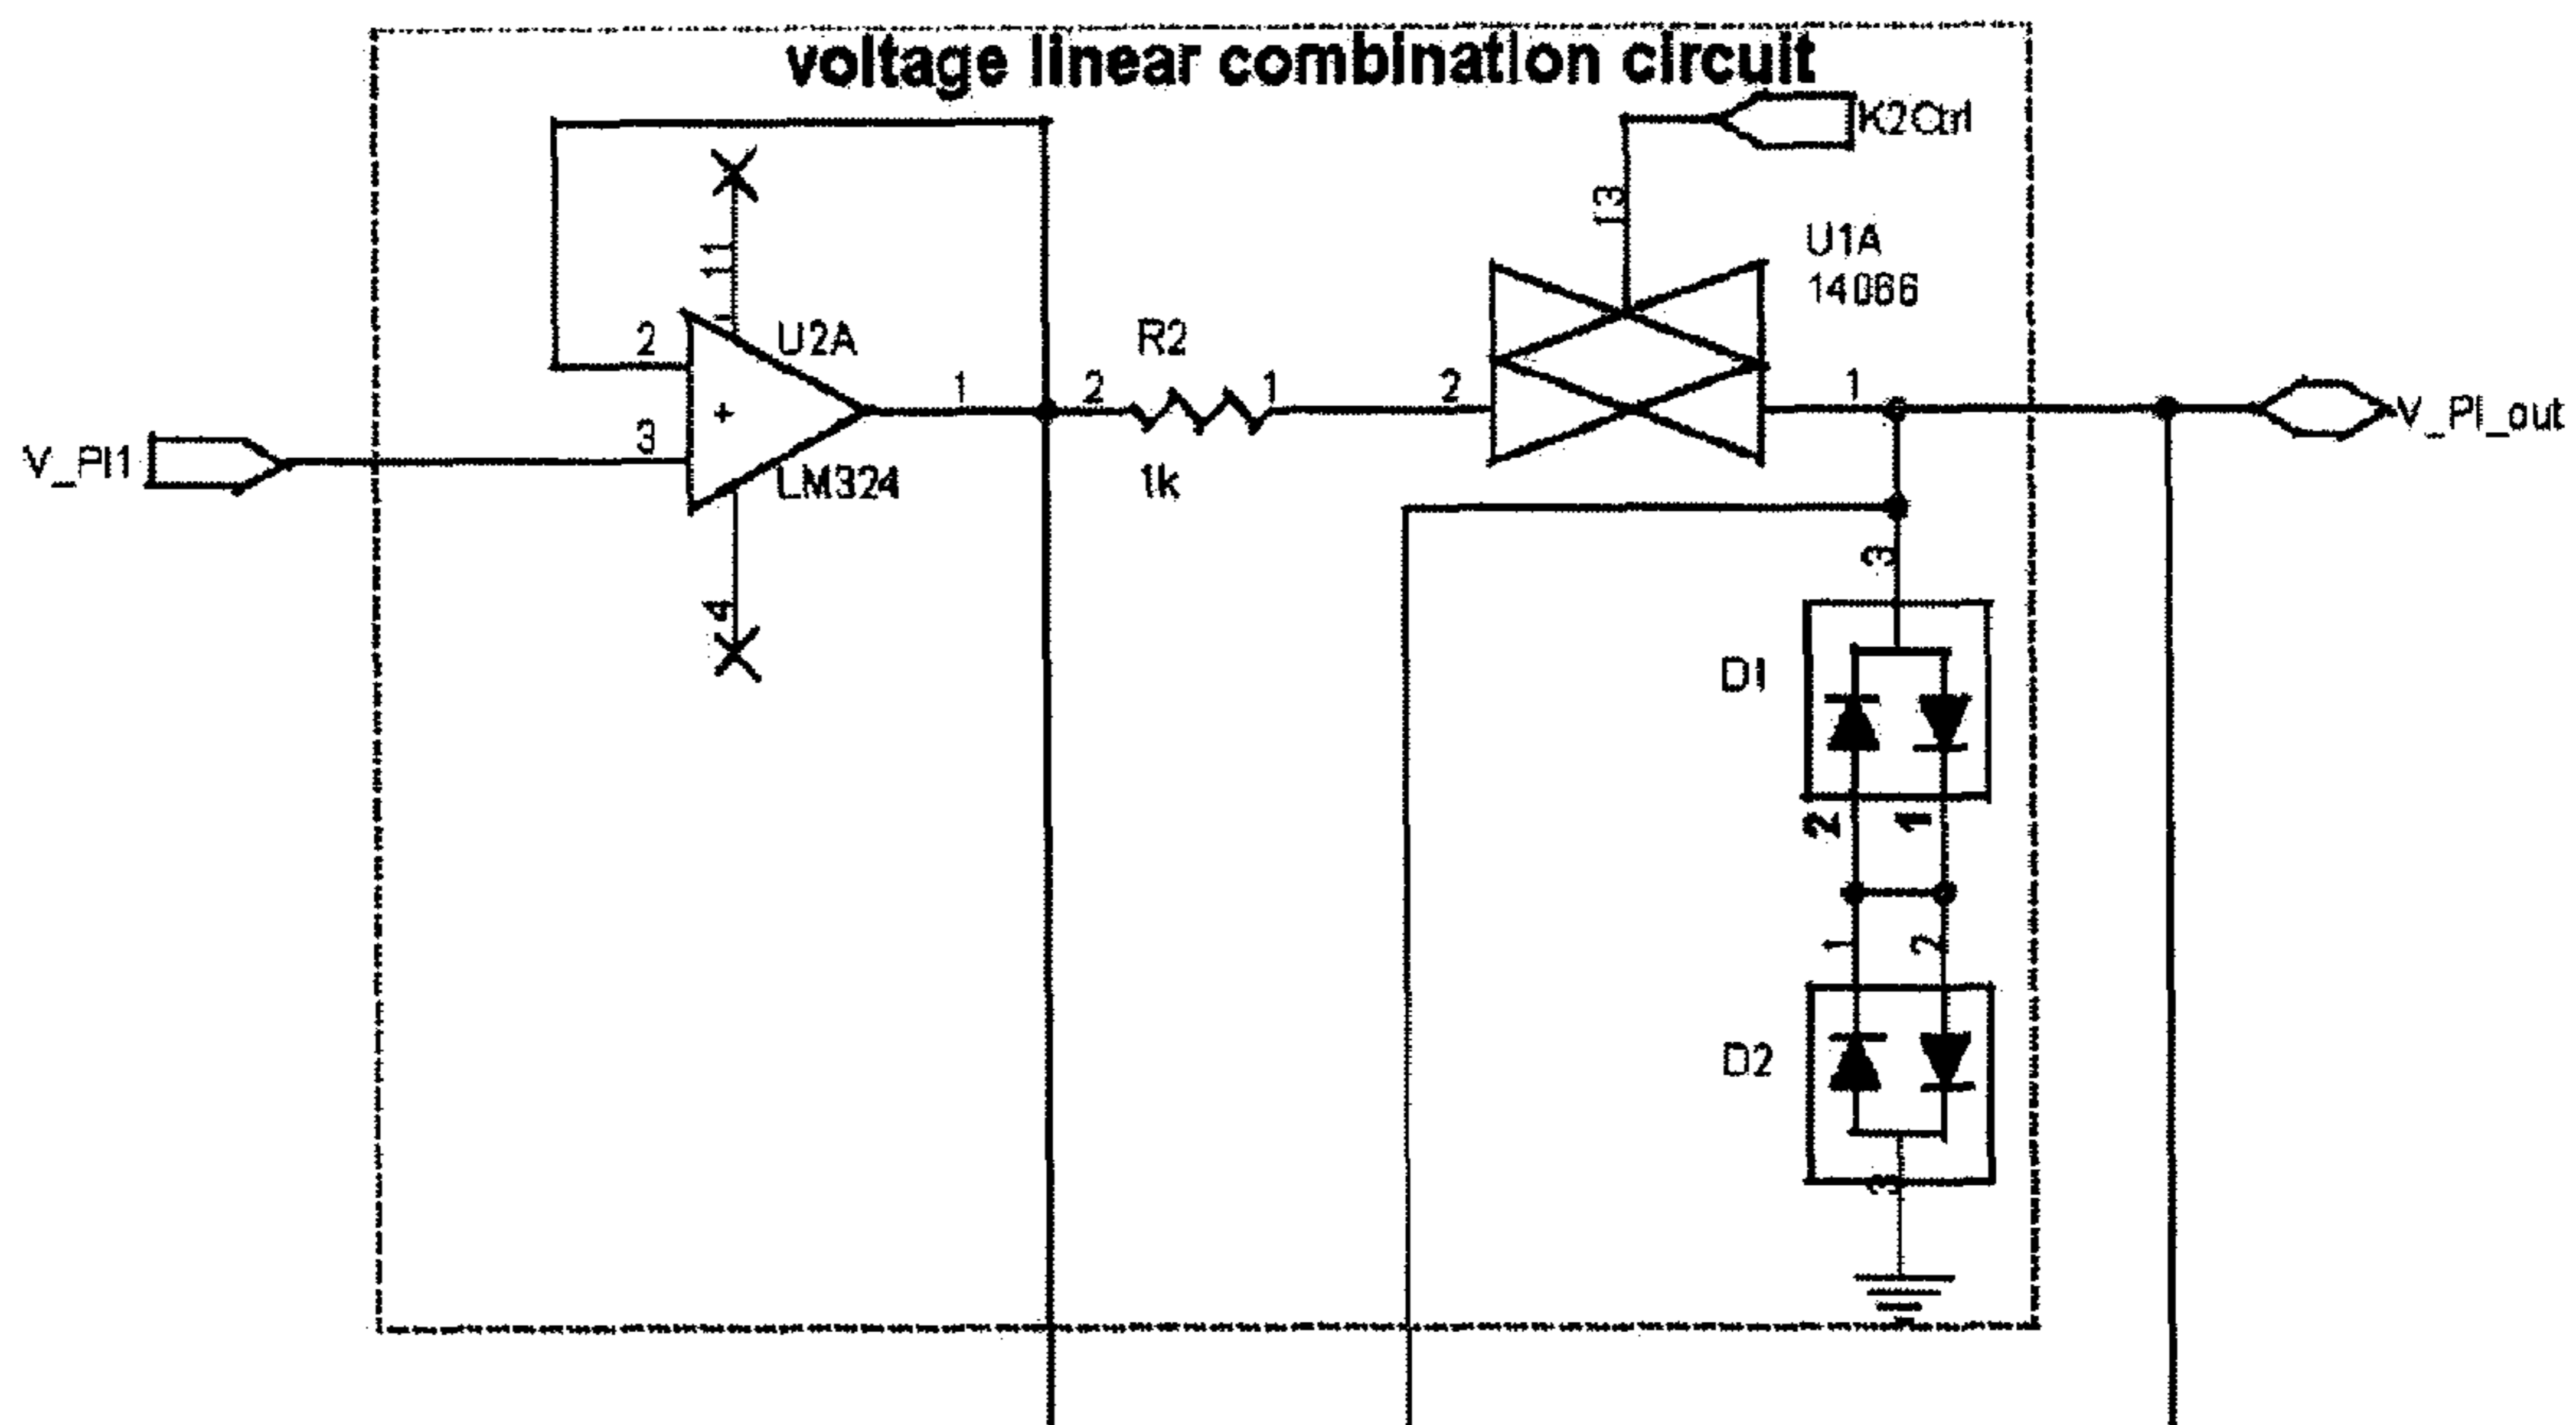 voltage linear combination circuit
K2Ctrl
13
11
U1A
14066
2
U2A
R2
1
2
1
2
1
+
3
V_PI1
V_PI_out
LM324
1k
3
4
D1
2
1
1
2
D2
3